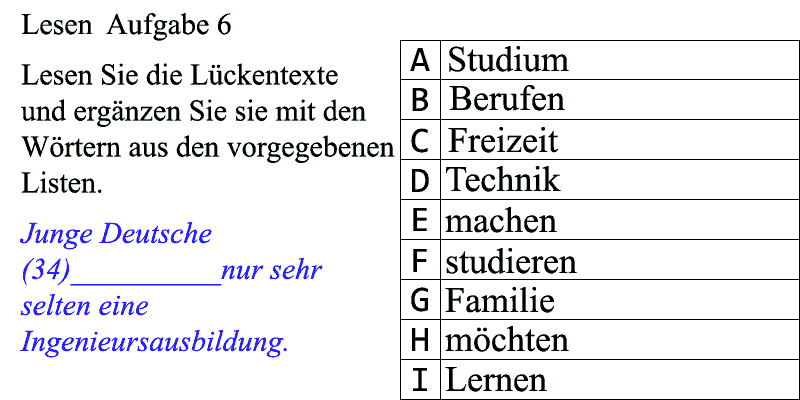 Lesen Aufgabe 6
Lesen Sie die Lückentexte
und ergänzen Sie sie mit den
Wörtern aus den vorgegebenen
Listen.
Junge Deutsche
(34)__________nur sehr
selten eine
Ingenieursausbildung.
A Studium
B Berufen
C Freizeit
D Technik
E machen
F studieren
G Familie
H möchten
I Lernen